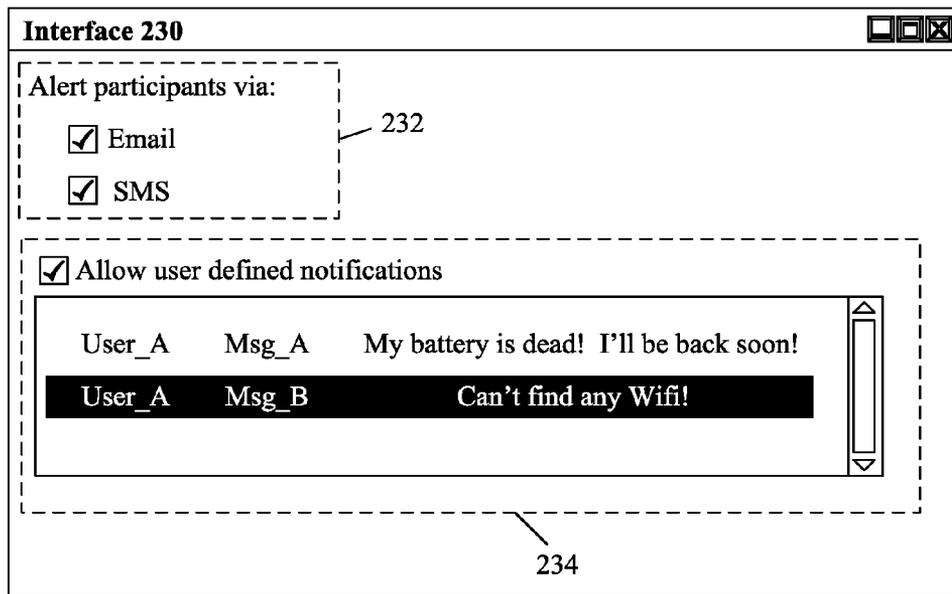 Interface 230
Alert participants via:
Email
232
SMS
Allow user defined notifications
User_A Msg_A My battery is dead! I'll be back soon!
User_A Msg_B Can't find any Wifi!
234